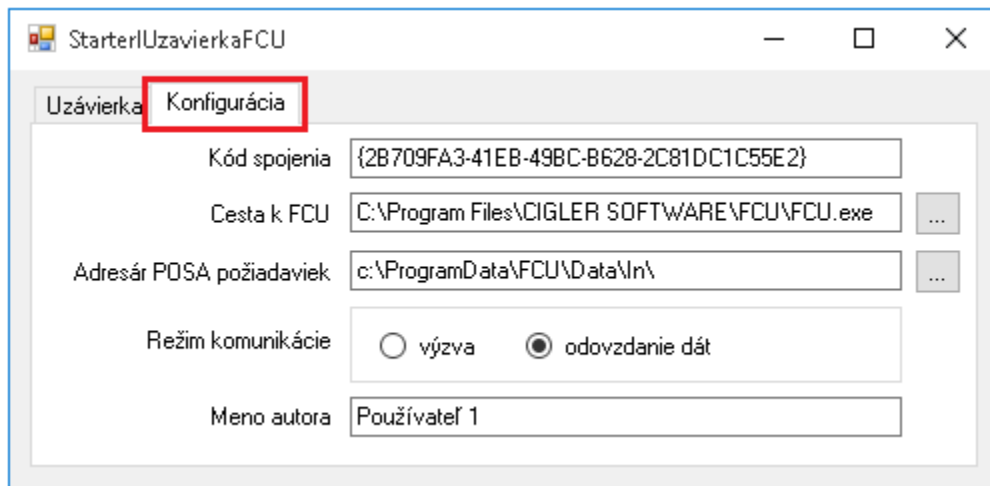 StarterIUzavierkaFCU
Uzávierka Konfigurácia
Kód spojenia {2B709FA3-41EB-49BC-B628-2C81DC1C55E2}
Cesta k FCU C:\Program Files\CIGLER SOFTWARE\FCU\FCU.exe ...
Adresár POSA požiadaviek c:\ProgramData\FCU\Data\In\ ...
Režim komunikácie výzva odovzdanie dát
Meno autora Používateľ 1